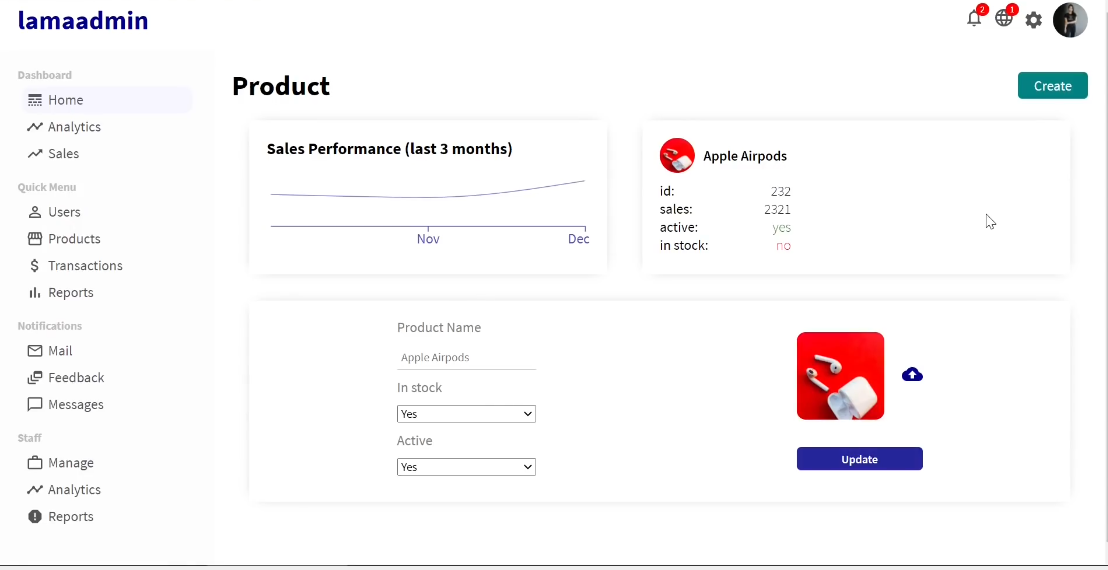 lamaadmin
2
1
Dashboard
Home
Analytics
Sales
Quick Menu
Users
Products
Transactions
Reports
Notifications
Mail
Feedback
Messages
Staff
Manage
Analytics
Reports
Product
Create
Sales Performance (last 3 months)
Nov
Dec
Apple Airpods
id: 232
sales: 2321
active: yes
in stock: no
Product Name
Apple Airpods
In stock
Yes
Active
Yes
Update